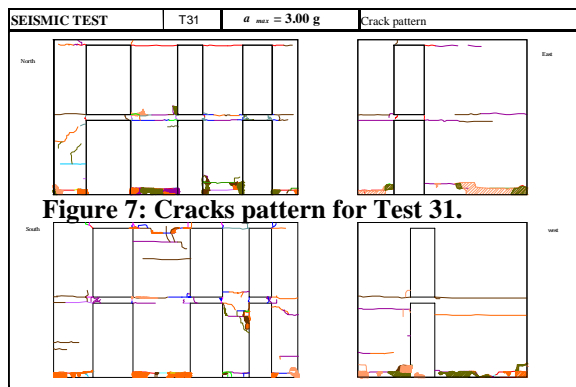 SEISMIC TEST T31 a max = 3.00 g Crack pattern
North East
Figure 7: Cracks pattern for Test 31.
South west